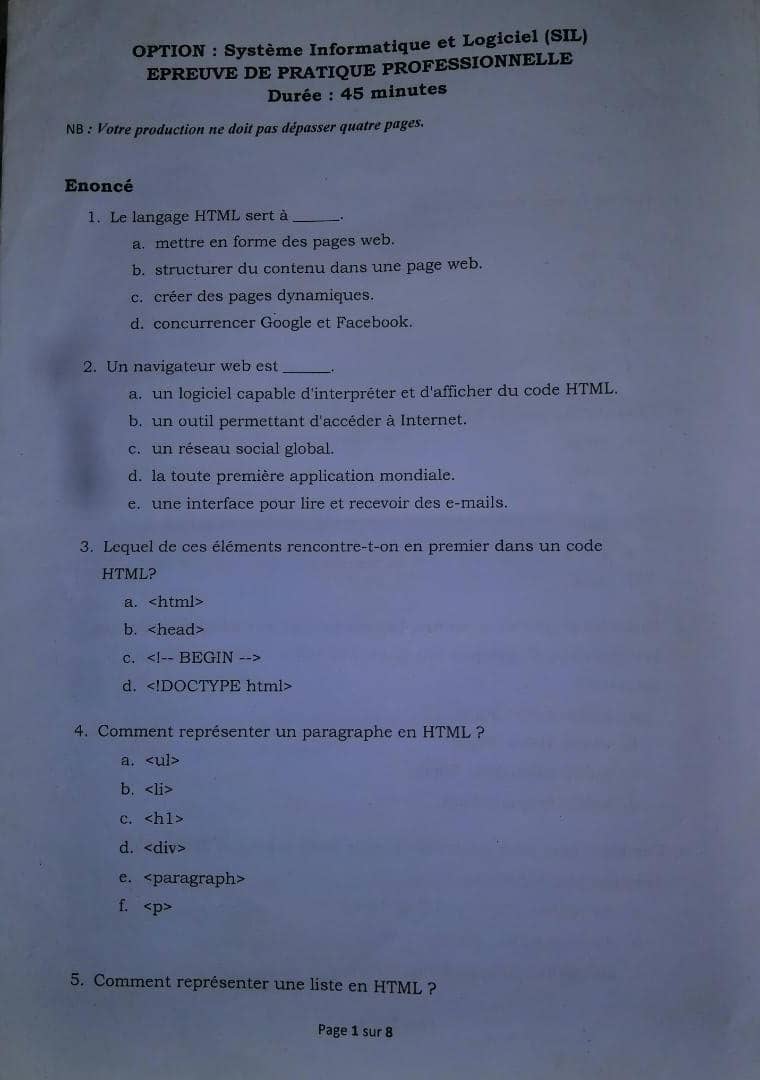 OPTION : Système Informatique et Logiciel (SIL)
EPREUVE DE PRATIQUE PROFESSIONNELLE
Durée : 45 minutes
NB : Votre production ne doit pas dépasser quatre pages.
Enoncé
1. Le langage HTML sert à _____.
a. mettre en forme des pages web.
b. structurer du contenu dans une page web.
c. créer des pages dynamiques.
d. concurrencer Google et Facebook.
2. Un navigateur web est _____.
a. un logiciel capable d'interpréter et d'afficher du code HTML.
b. un outil permettant d'accéder à Internet.
c. un réseau social global.
d. la toute première application mondiale.
e. une interface pour lire et recevoir des e-mails.
3. Lequel de ces éléments rencontre-t-on en premier dans un code
HTML?
a. <html>
b. <head>
c. <!-- BEGIN -->
d. <!DOCTYPE html>
4. Comment représenter un paragraphe en HTML ?
a. <ul>
b. <li>
c. <h1>
d. <div>
e. <paragraph>
f. <p>
5. Comment représenter une liste en HTML ?
Page 1 sur 8